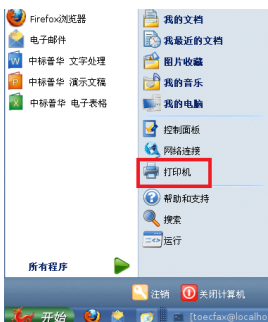 Firefox浏览器
电子邮件
中标普华 文字处理
中标普华 演示文稿
中标普华 电子表格
所有程序
我的文档
我最近的文档
图片收藏
我的音乐
我的电脑
控制面板
网络连接
打印机
帮助和支持
搜索
运行
注销
关闭计算机
开始
[toecfax@localho